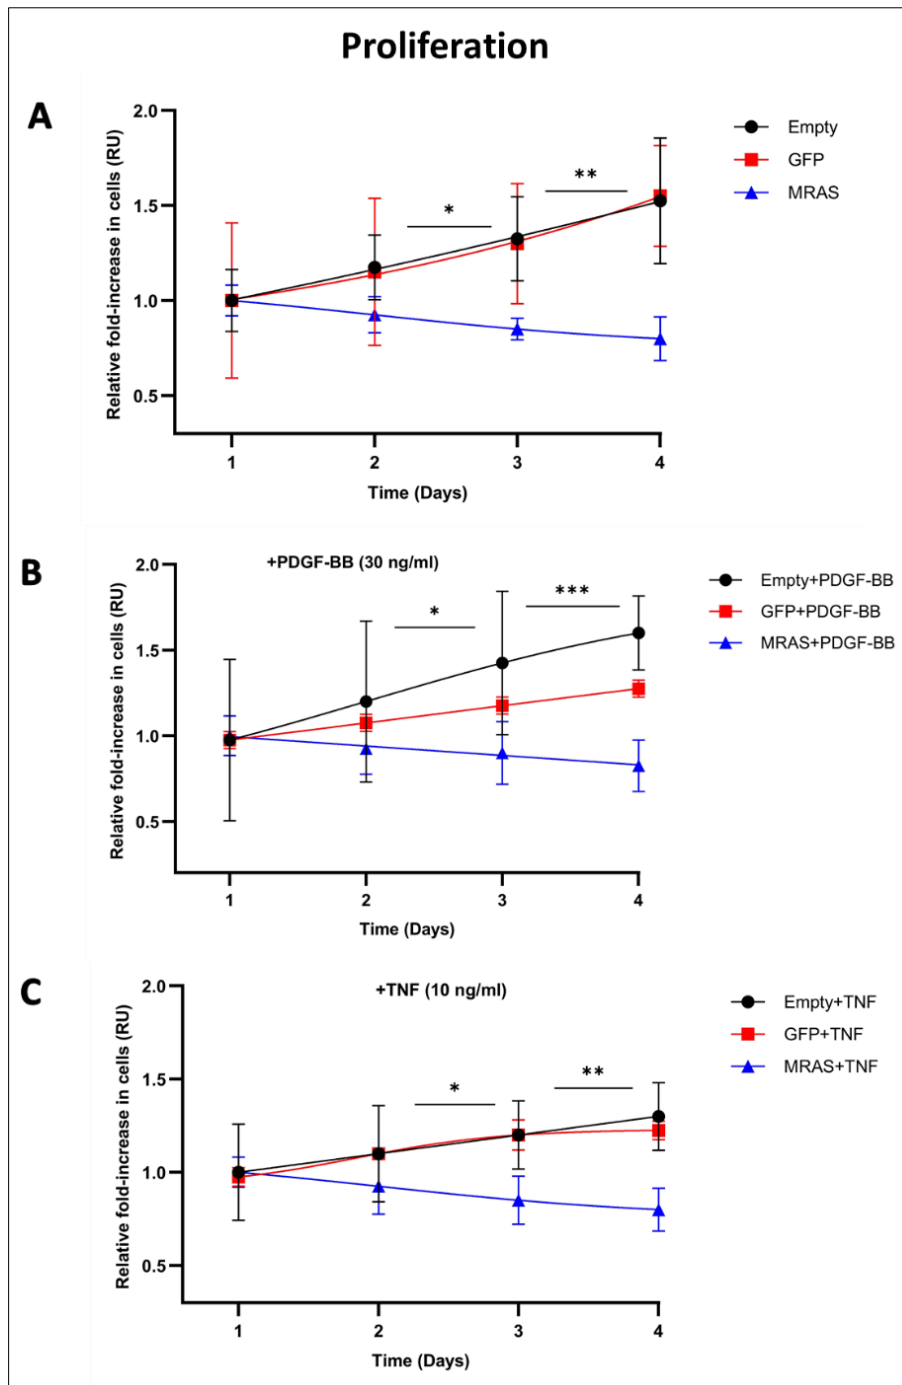 Proliferation
A
Relative fold-increase in cells (RU)
2.0
1.5
1.0
0.5
*
**
1 2 3 4
Time (Days)
Empty
GFP
MRAS
B
+PDGF-BB (30 ng/ml)
Relative fold-increase in cells (RU)
2.0
1.5
1.0
0.5
*
***
1 2 3 4
Time (Days)
Empty+PDGF-BB
GFP+PDGF-BB
MRAS+PDGF-BB
C
+TNF (10 ng/ml)
Relative fold-increase in cells (RU)
2.0
1.5
1.0
0.5
*
**
1 2 3 4
Time (Days)
Empty+TNF
GFP+TNF
MRAS+TNF